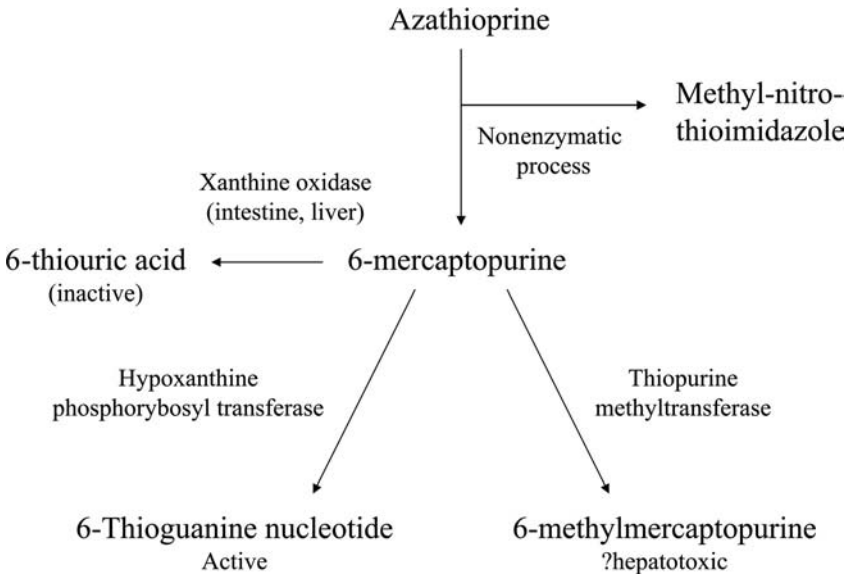 Azathioprine
Methyl-nitro-
thioimidazole
Nonenzymatic
process
Xanthine oxidase
(intestine, liver)
6-thiouric acid
(inactive)
6-mercaptopurine
Hypoxanthine
phosphorybosyl transferase
Thiopurine
methyltransferase
6-Thioguanine nucleotide
Active
6-methylmercaptopurine
?hepatotoxic